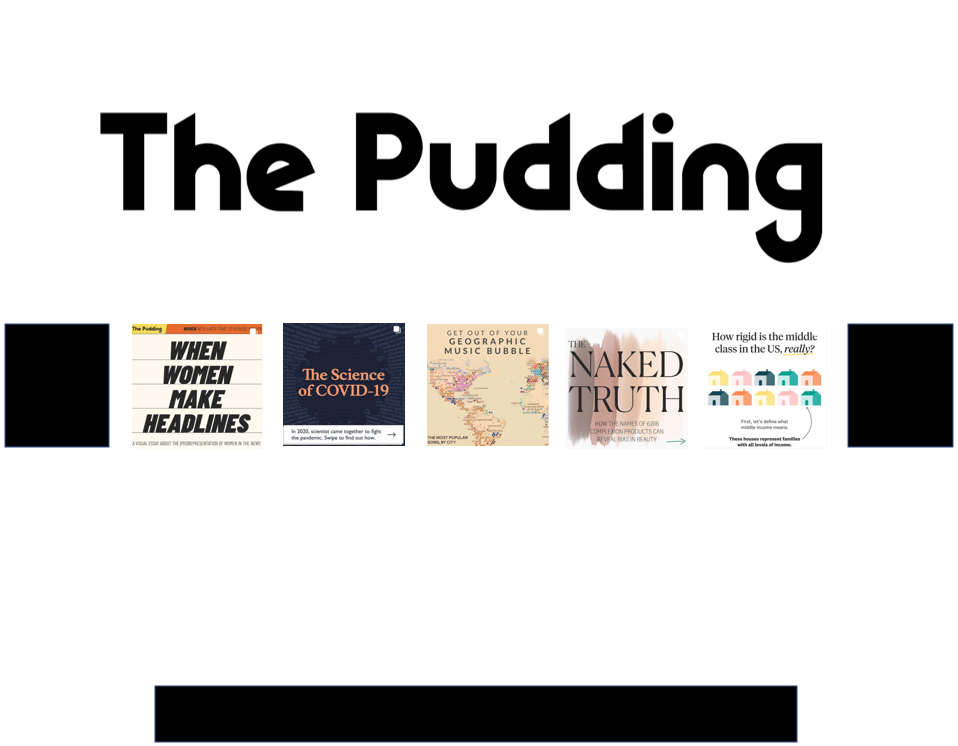 The Pudding
The Pudding
WHEN
WOMEN
MAKE
HEADLINES
A VISUAL ESSAY ABOUT THE (MIS)REPRESENTATION OF WOMEN IN THE NEWS
The Science
of COVID-19
In 2020, scientist came together to fight
the pandemic. Swipe to find out how.
GET OUT OF YOUR
GEOGRAPHIC
MUSIC BUBBLE
THE MOST POPULAR
SONG, BY CITY
THE
NAKED
TRUTH
HOW THE NAMES OF 6,816
COMPLEXION PRODUCTS CAN
REVEAL BIAS IN BEAUTY
How rigid is the middle
class in the US, really?
First, let's define what
middle income means.
These houses represent families
with all levels of income.